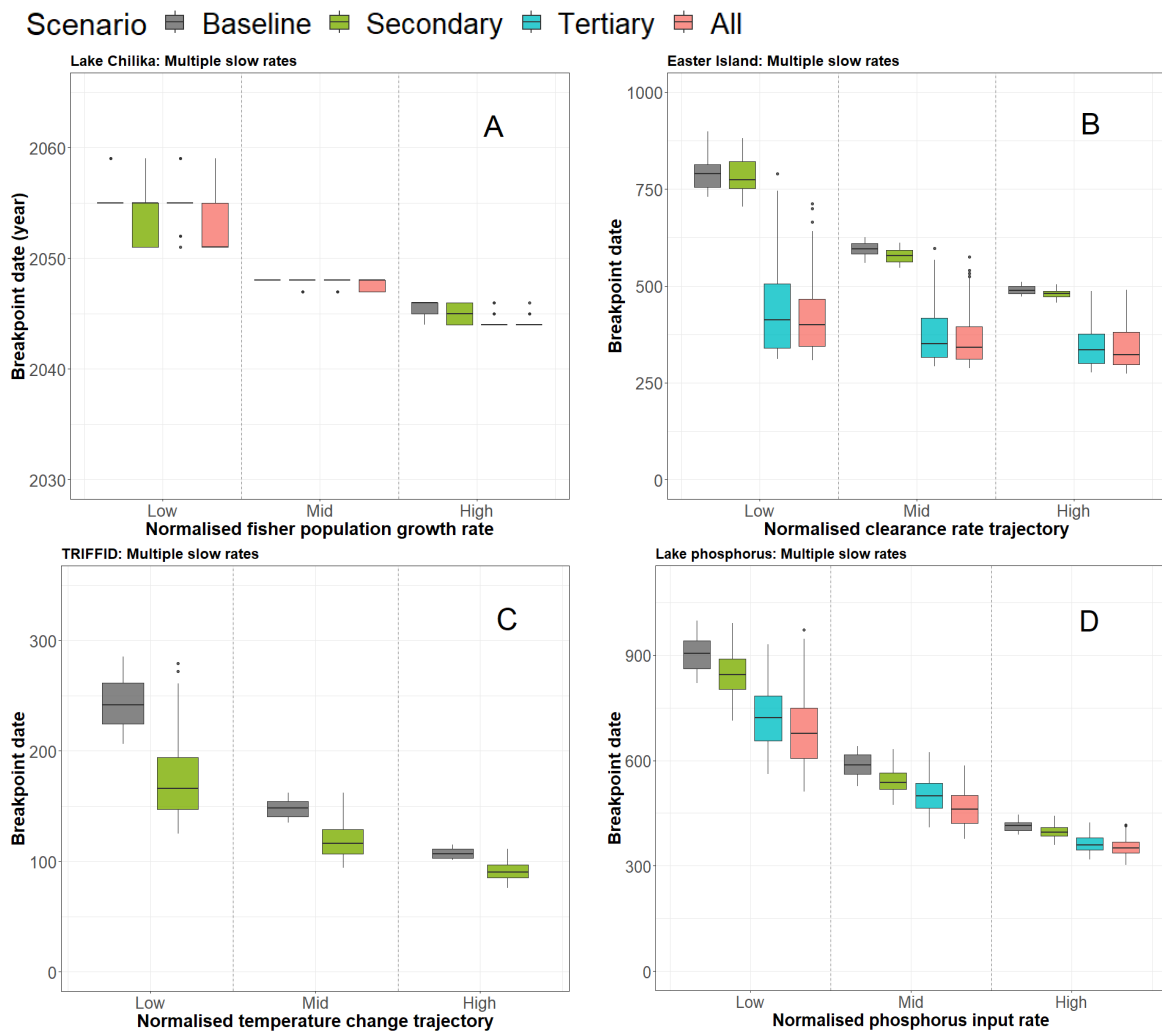 Scenario Baseline Secondary Tertiary All
Lake Chilika: Multiple slow rates
A
Breakpoint date (year)
2060
2050
2040
2030
Low Mid High
Normalised fisher population growth rate
Easter Island: Multiple slow rates
B
Breakpoint date
1000
750
500
250
0
Low Mid High
Normalised clearance rate trajectory
TRIFFID: Multiple slow rates
C
Breakpoint date
300
200
100
0
Low Mid High
Normalised temperature change trajectory
Lake phosphorus: Multiple slow rates
D
Breakpoint date
900
600
300
0
Low Mid High
Normalised phosphorus input rate